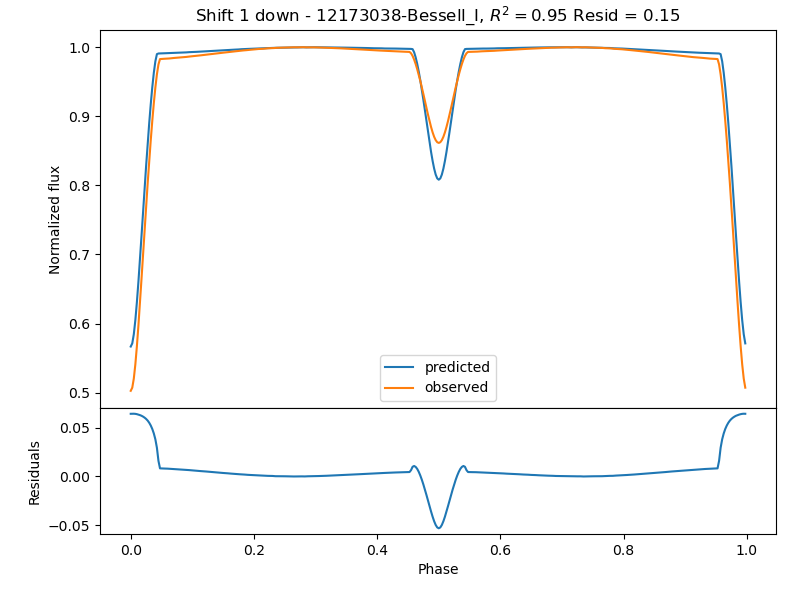 Shift 1 down - 12173038-Bessell_I, R² = 0.95 Resid = 0.15
1.0
0.9
0.8
0.7
0.6
0.5
Normalized flux
predicted
observed
0.05
0.00
−0.05
Residuals
0.0 0.2 0.4 0.6 0.8 1.0
Phase